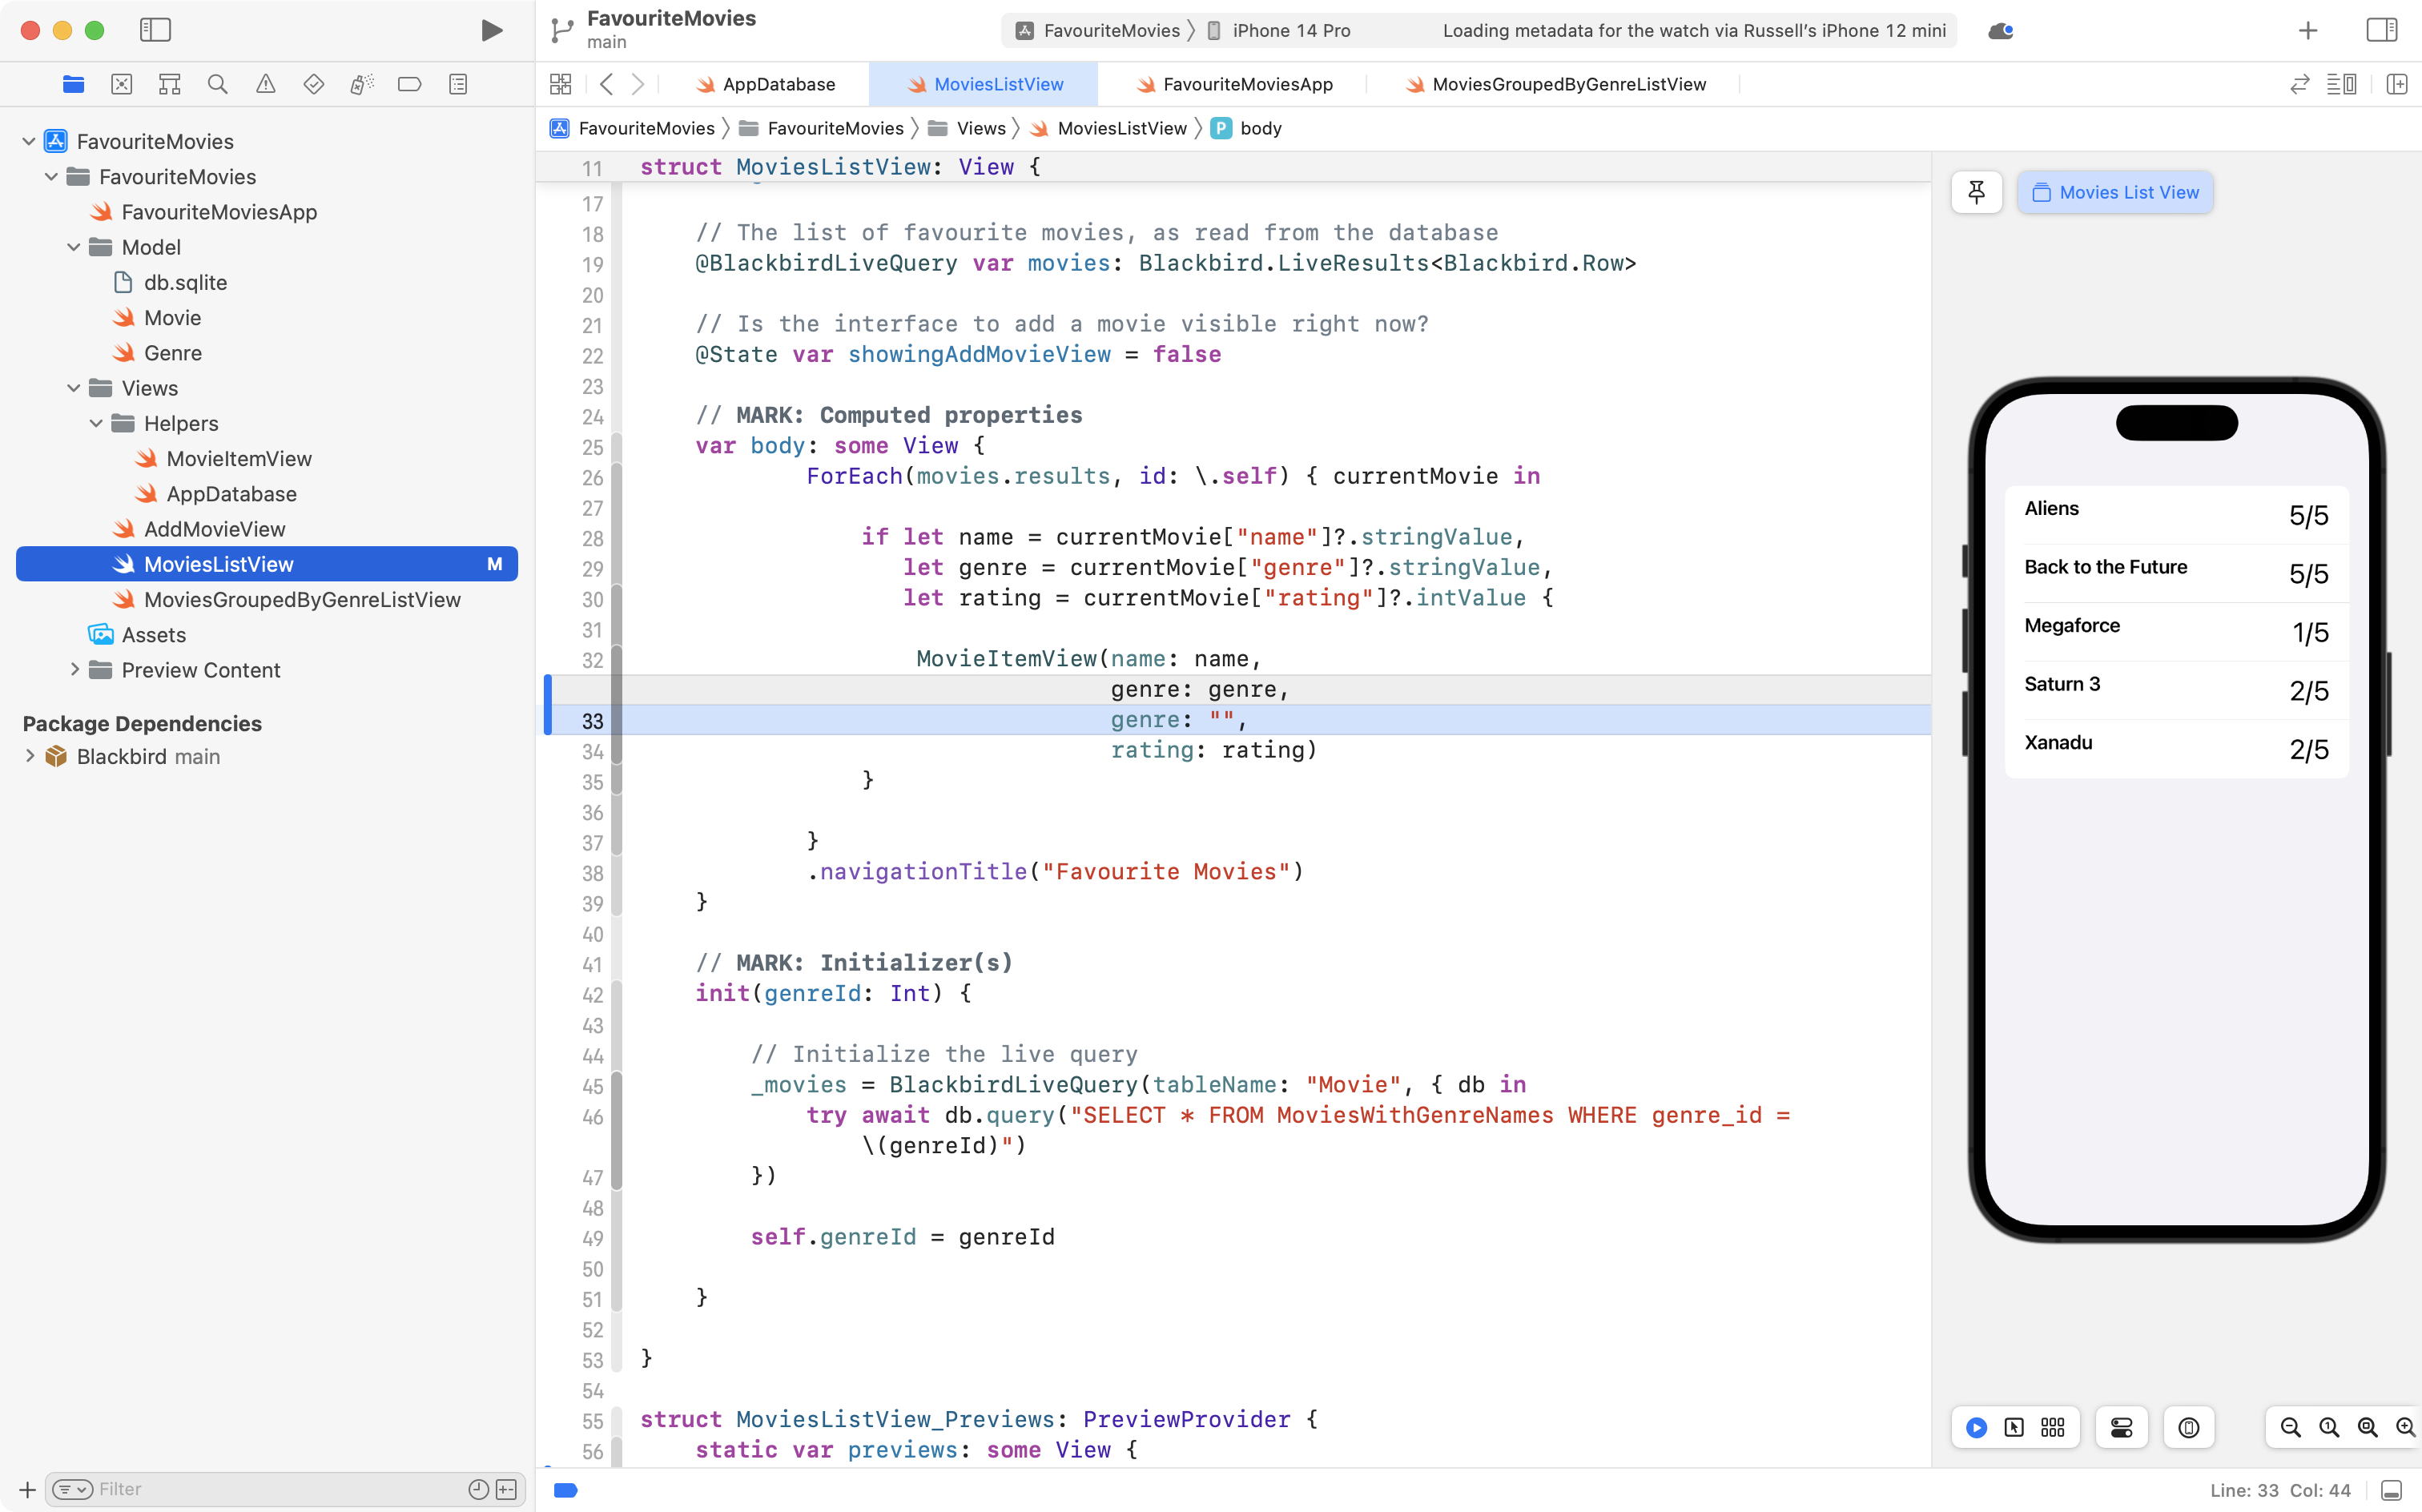 FavouriteMovies
main
FavouriteMovies
iPhone 14 Pro
Loading metadata for the watch via Russell’s iPhone 12 mini
AppDatabase
MoviesListView
FavouriteMoviesApp
MoviesGroupedByGenreListView
FavouriteMovies
FavouriteMovies
Views
MoviesListView
P
body
FavouriteMovies
FavouriteMovies
FavouriteMoviesApp
Model
db.sqlite
Movie
Genre
Views
Helpers
MovieItemView
AppDatabase
AddMovieView
MoviesListView M
MoviesGroupedByGenreListView
Assets
Preview Content
Package Dependencies
Blackbird main
Filter
11 struct MoviesListView: View {
17
18 // The list of favourite movies, as read from the database
19 @BlackbirdLiveQuery var movies: Blackbird.LiveResults<Blackbird.Row>
20
21 // Is the interface to add a movie visible right now?
22 @State var showingAddMovieView = false
23
24 // MARK: Computed properties
25 var body: some View {
26 ForEach(movies.results, id: \.self) { currentMovie in
27
28 if let name = currentMovie["name"]?.stringValue,
29 let genre = currentMovie["genre"]?.stringValue,
30 let rating = currentMovie["rating"]?.intValue {
31
32 MovieItemView(name: name,
genre: genre,
33 genre: "",
34 rating: rating)
35 }
36
37 }
38 .navigationTitle("Favourite Movies")
39 }
40
41 // MARK: Initializer(s)
42 init(genreId: Int) {
43
44 // Initialize the live query
45 _movies = BlackbirdLiveQuery(tableName: "Movie", { db in
46 try await db.query("SELECT * FROM MoviesWithGenreNames WHERE genre_id =
\(genreId)")
47 })
48
49 self.genreId = genreId
50
51 }
52
53 }
54
55 struct MoviesListView_Previews: PreviewProvider {
56 static var previews: some View {
Movies List View
Aliens 5/5
Back to the Future 5/5
Megaforce 1/5
Saturn 3 2/5
Xanadu 2/5
Line: 33 Col: 44